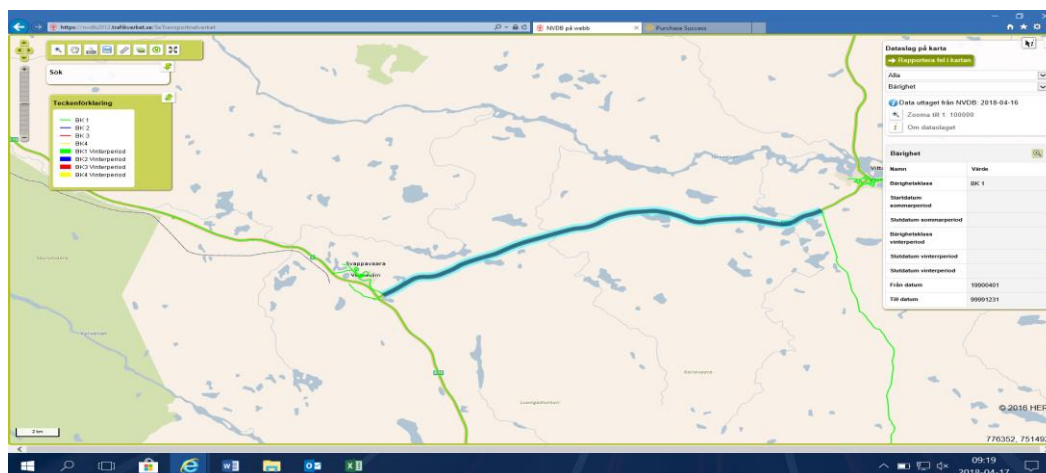 https://nvdb2012.trafikverket.se/SeTransportnatverket
NVDB på webb
Purchase Success
Sök
Teckenförklaring
BK 1
BK 2
BK 3
BK4
BK1 Vinterperiod
BK2 Vinterperiod
BK3 Vinterperiod
BK4 Vinterperiod
2 km
Svappavaara
Dataslag på karta
Rapportera fel i kartan
Alla
Bärighet
Data uttaget från NVDB: 2018-04-16
Zooma till 1: 100000
Om dataslaget
Bärighet
Namn Värde
Bärighetsklass BK 1
Startdatum sommarperiod
Slutdatum sommarperiod
Bärighetsklass vinterperiod
Slutdatum vinterperiod
Från datum 19900401
Till datum 99991231
© 2016 HER
776352, 75149
09:19
2018-04-17